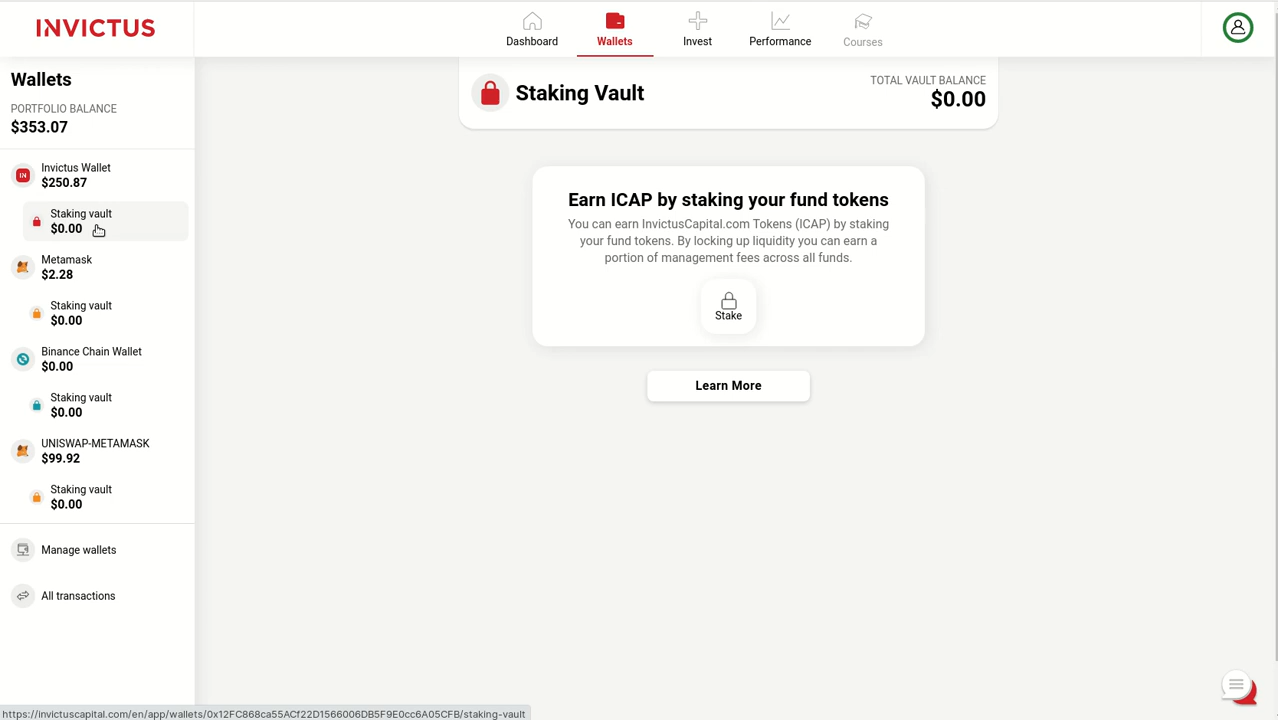 INVICTUS
Dashboard
Wallets
Invest
Performance
Courses
Wallets
PORTFOLIO BALANCE
$353.07
Invictus Wallet
$250.87
Staking vault
$0.00
Metamask
$2.28
Staking vault
$0.00
Binance Chain Wallet
$0.00
Staking vault
$0.00
UNISWAP-METAMASK
$99.92
Staking vault
$0.00
Manage wallets
All transactions
Staking Vault
TOTAL VAULT BALANCE
$0.00
Earn ICAP by staking your fund tokens
You can earn InvictusCapital.com Tokens (ICAP) by staking
your fund tokens. By locking up liquidity you can earn a
portion of management fees across all funds.
Stake
Learn More
https://invictuscapital.com/en/app/wallets/0x12FC868ca55ACf22D1566006DB5F9E0cc6A05CFB/staking-vault